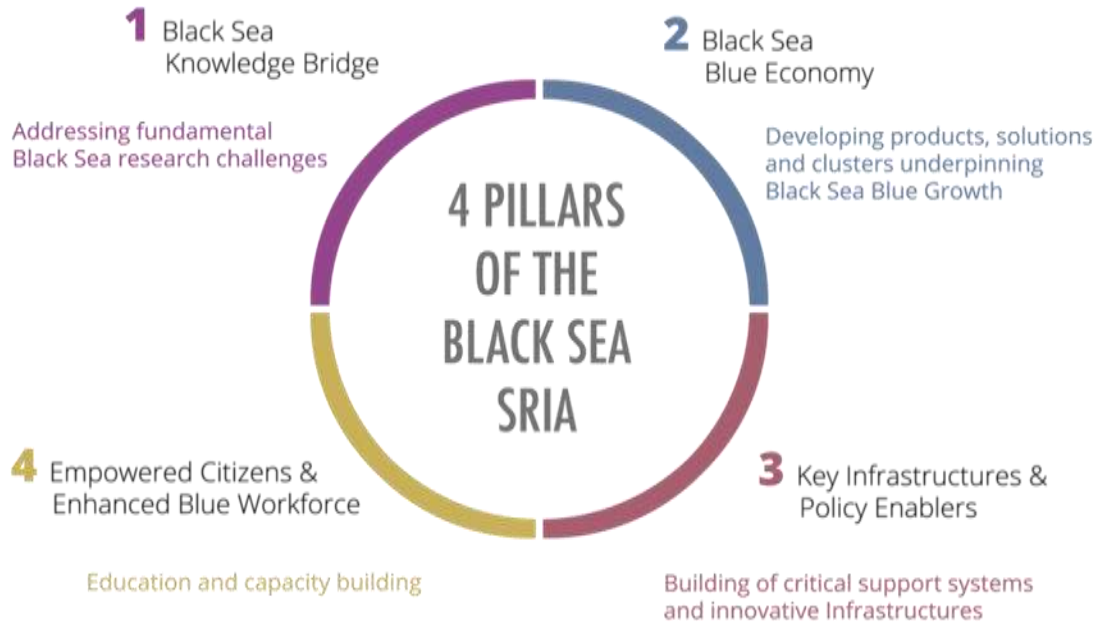 1 Black Sea
Knowledge Bridge
Addressing fundamental
Black Sea research challenges
2 Black Sea
Blue Economy
Developing products, solutions
and clusters underpinning
Black Sea Blue Growth
4 PILLARS
OF THE
BLACK SEA
SRIA
4 Empowered Citizens &
Enhanced Blue Workforce
Education and capacity building
3 Key Infrastructures &
Policy Enablers
Building of critical support systems
and innovative Infrastructures